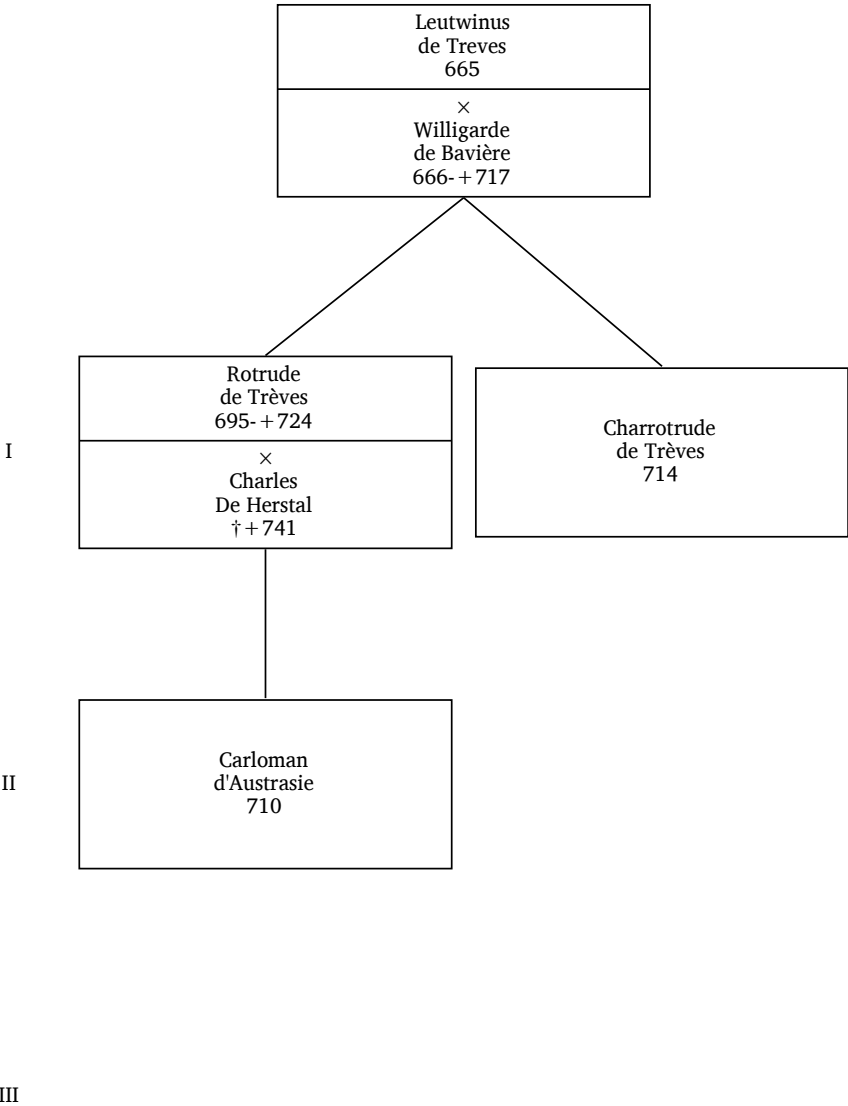 Leutwinus
de Treves
665
×
Willigarde
de Bavière
666-+717
Rotrude
de Trèves
695-+724
×
Charles
De Herstal
†+741
I
Charrotrude
de Trèves
714
Carloman
d'Austrasie
710
II
III